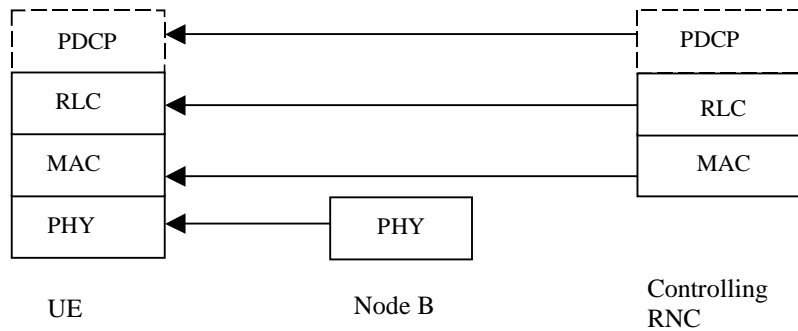 PDCP
PDCP
RLC
RLC
MAC
MAC
PHY
PHY
UE
Node B
Controlling
RNC